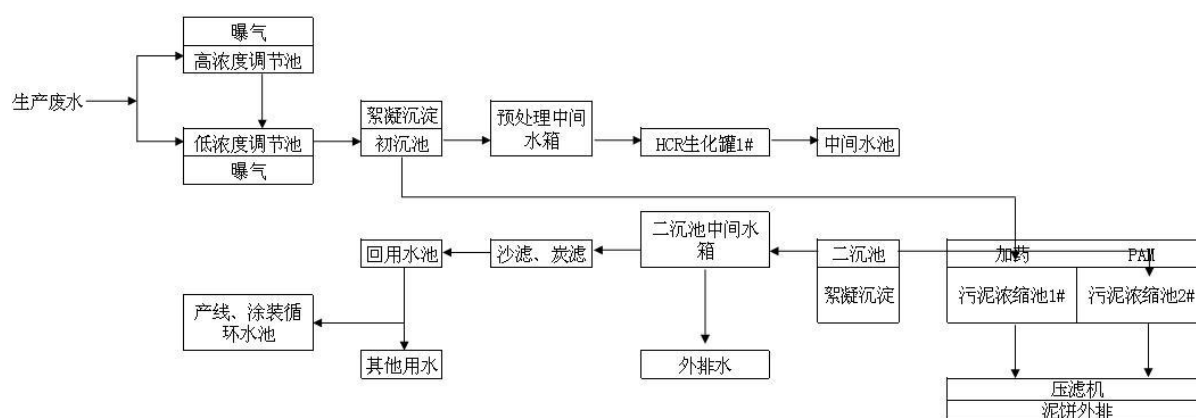 曝气
高浓度调节池
生产废水
低浓度调节池
曝气
絮凝沉淀
初沉池
预处理中间
水箱
HCR生化罐1#
中间水池
回用水池
沙滤、炭滤
二沉池中间水
箱
二沉池
絮凝沉淀
加药
PAM
污泥浓缩池1#
污泥浓缩池2#
产线、涂装循
环水池
其他用水
外排水
压滤机
泥饼外排